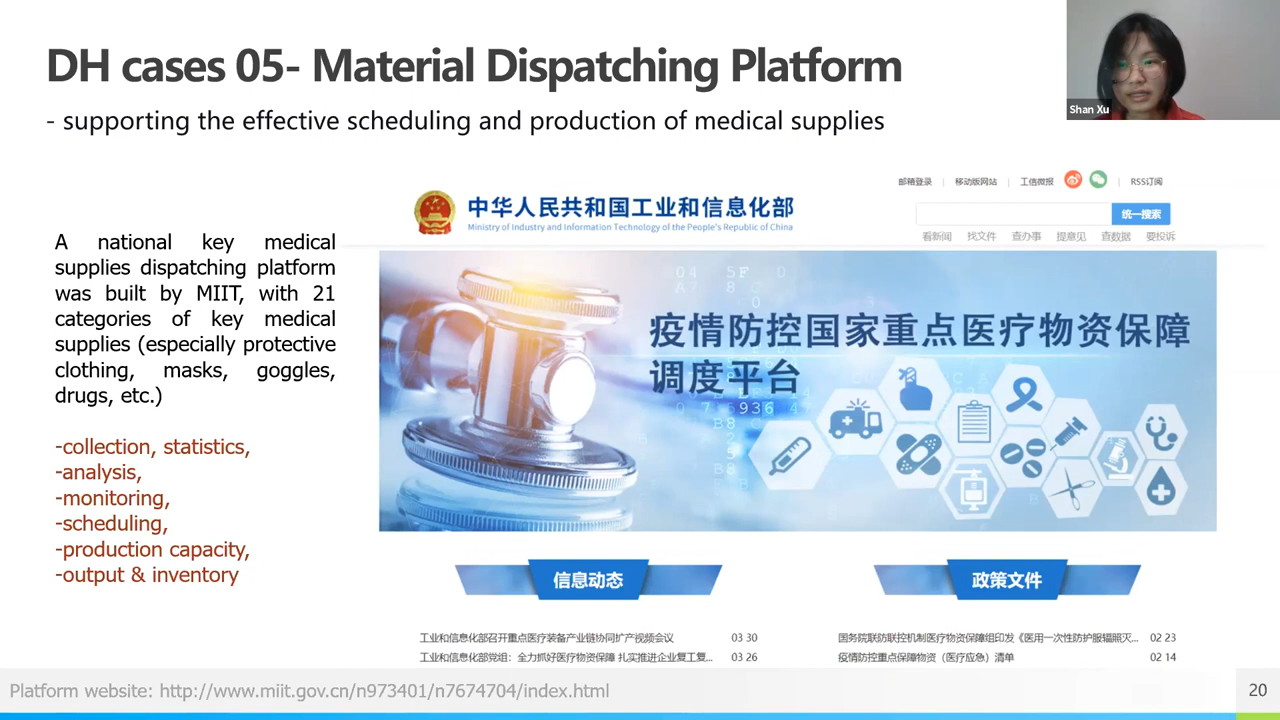 DH cases 05- Material Dispatching Platform
- supporting the effective scheduling and production of medical supplies
Shan Xu
A national key medical
supplies dispatching platform
was built by MIIT, with 21
categories of key medical
supplies (especially protective
clothing, masks, goggles,
drugs, etc.)
-collection, statistics,
-analysis,
-monitoring,
-scheduling,
-production capacity,
-output & inventory
邮箱登录 | 移动版网站 | 工信微报 | RSS订阅
中华人民共和国工业和信息化部
Ministry of Industry and Information Technology of the People's Republic of China
统一搜索
看新闻 找文件 查办事 提意见 查数据 要投诉
疫情防控国家重点医疗物资保障
调度平台
信息动态
工业和信息化部召开重点医疗装备产业链协同扩产视频会议 03 30
工业和信息化部党组：全力抓好医疗物资保障 扎实推进企业复工复... 03 26
政策文件
国务院联防联控机制医疗物资保障组印发《医用一次性防护服辐照灭... 02 23
疫情防控重点保障物资（医疗应急）清单 02 14
Platform website: http://www.miit.gov.cn/n973401/n7674704/index.html
20